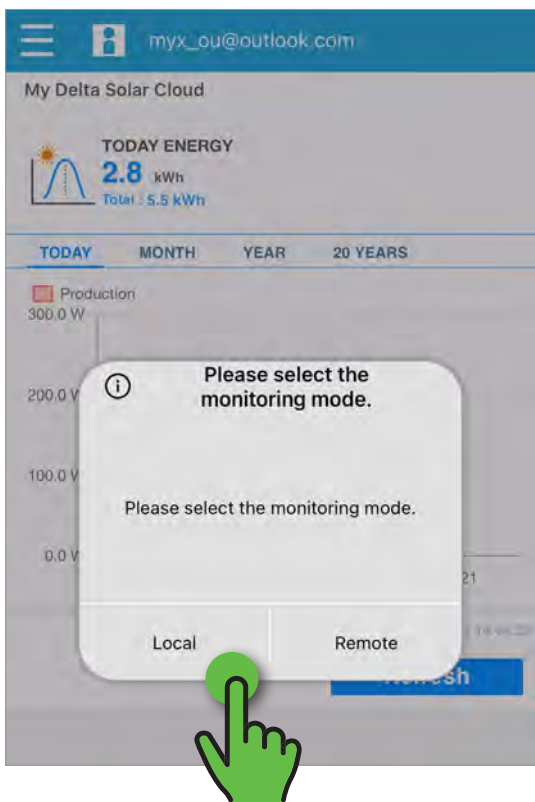 myx_ou@outlook.com
My Delta Solar Cloud
TODAY ENERGY
2.8 kWh
Total : 5.5 kWh
TODAY MONTH YEAR 20 YEARS
Production
300.0 W
Please select the
200.0 W
monitoring mode.
100.0 W
Please select the monitoring mode.
0.0 W
21
Local Remote